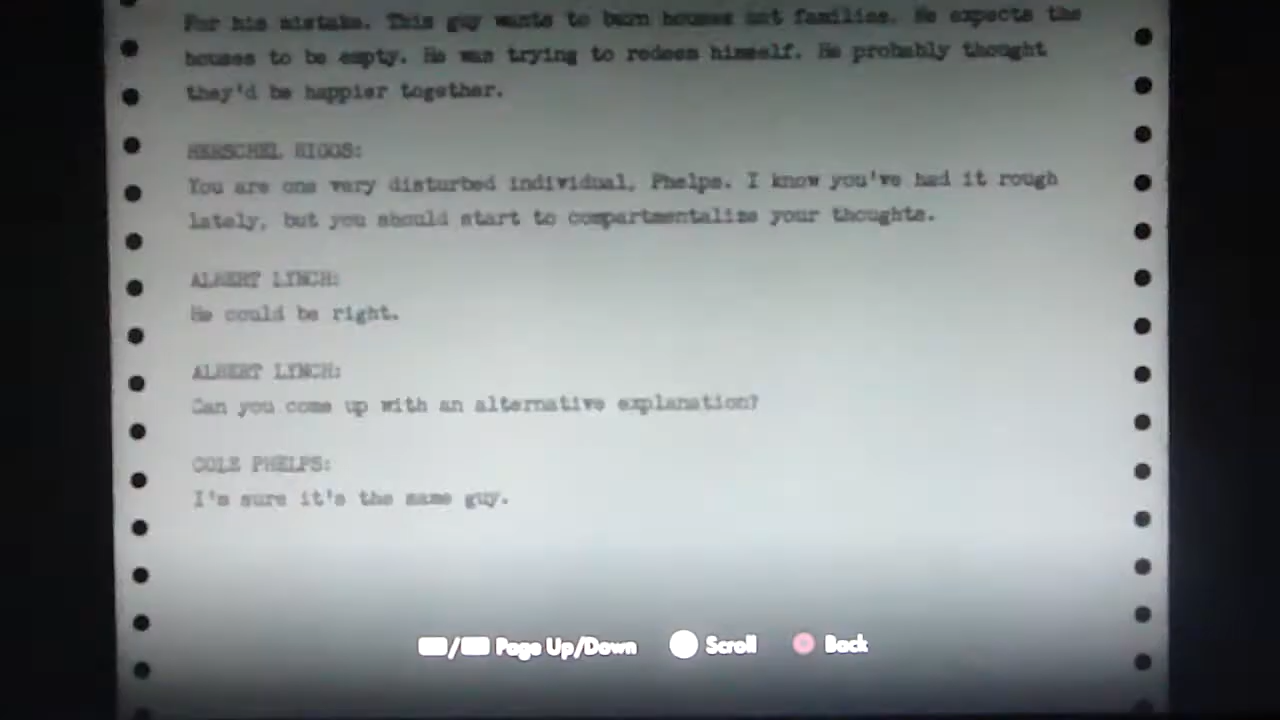 For his mistake. This guy wants to burn houses not families. He expects the
houses to be empty. He was trying to redeem himself. He probably thought
they'd be happier together.
HERSCHEL BIGGS:
You are one very disturbed individual, Phelps. I know you've had it rough
lately, but you should start to compartmentalize your thoughts.
ALBERT LYNCH:
He could be right.
ALBERT LYNCH:
Can you come up with an alternative explanation?
COLE PHELPS:
I'm sure it's the same guy.
/ Page Up/Down Scroll Back